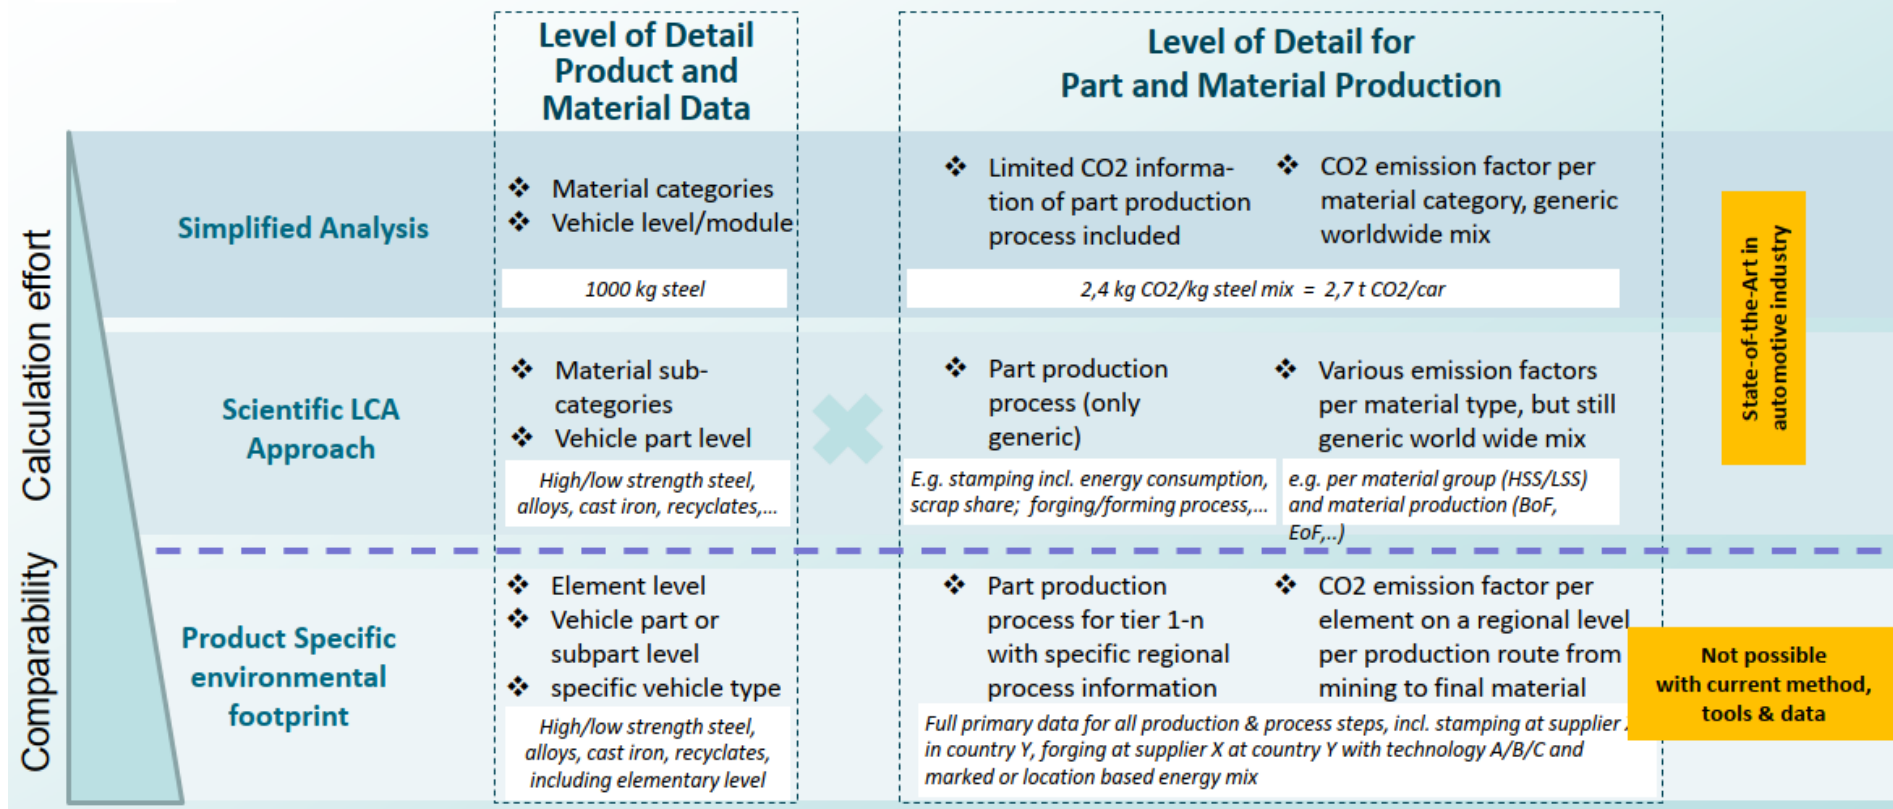 Level of Detail
Product and
Material Data
Level of Detail for
Part and Material Production
Calculation effort
Comparability
Simplified Analysis
❖ Material categories
❖ Vehicle level/module
1000 kg steel
❖ Limited CO2 informa-
tion of part production
process included
❖ CO2 emission factor per
material category, generic
worldwide mix
2,4 kg CO2/kg steel mix = 2,7 t CO2/car
State-of-the-Art in
automotive industry
Scientific LCA
Approach
❖ Material sub-
categories
❖ Vehicle part level
High/low strength steel,
alloys, cast iron, recyclates,...
❖ Part production
process (only
generic)
E.g. stamping incl. energy consumption,
scrap share; forging/forming process,...
❖ Various emission factors
per material type, but still
generic world wide mix
e.g. per material group (HSS/LSS)
and material production (BoF,
EoF,..)
Product Specific
environmental
footprint
❖ Element level
❖ Vehicle part or
subpart level
❖ specific vehicle type
High/low strength steel,
alloys, cast iron, recyclates,
including elementary level
❖ Part production
process for tier 1-n
with specific regional
process information
❖ CO2 emission factor per
element on a regional level
per production route from
mining to final material
Full primary data for all production & process steps, incl. stamping at supplier
in country Y, forging at supplier X at country Y with technology A/B/C and
marked or location based energy mix
Not possible
with current method,
tools & data